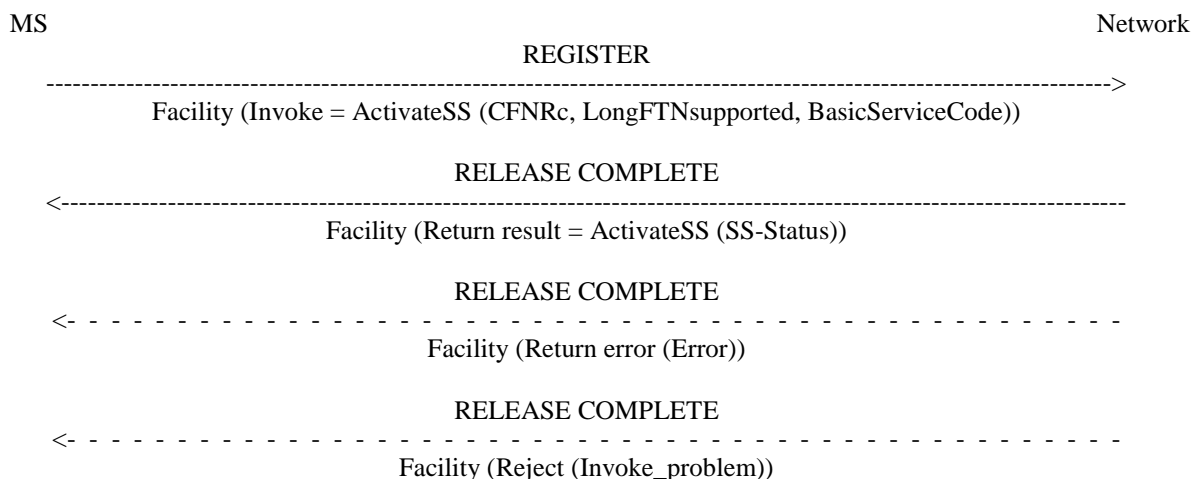 MS Network
REGISTER
Facility (Invoke = ActivateSS (CFNRc, LongFTNsupported, BasicServiceCode))
RELEASE COMPLETE
Facility (Return result = ActivateSS (SS-Status))
RELEASE COMPLETE
Facility (Return error (Error))
RELEASE COMPLETE
Facility (Reject (Invoke_problem))